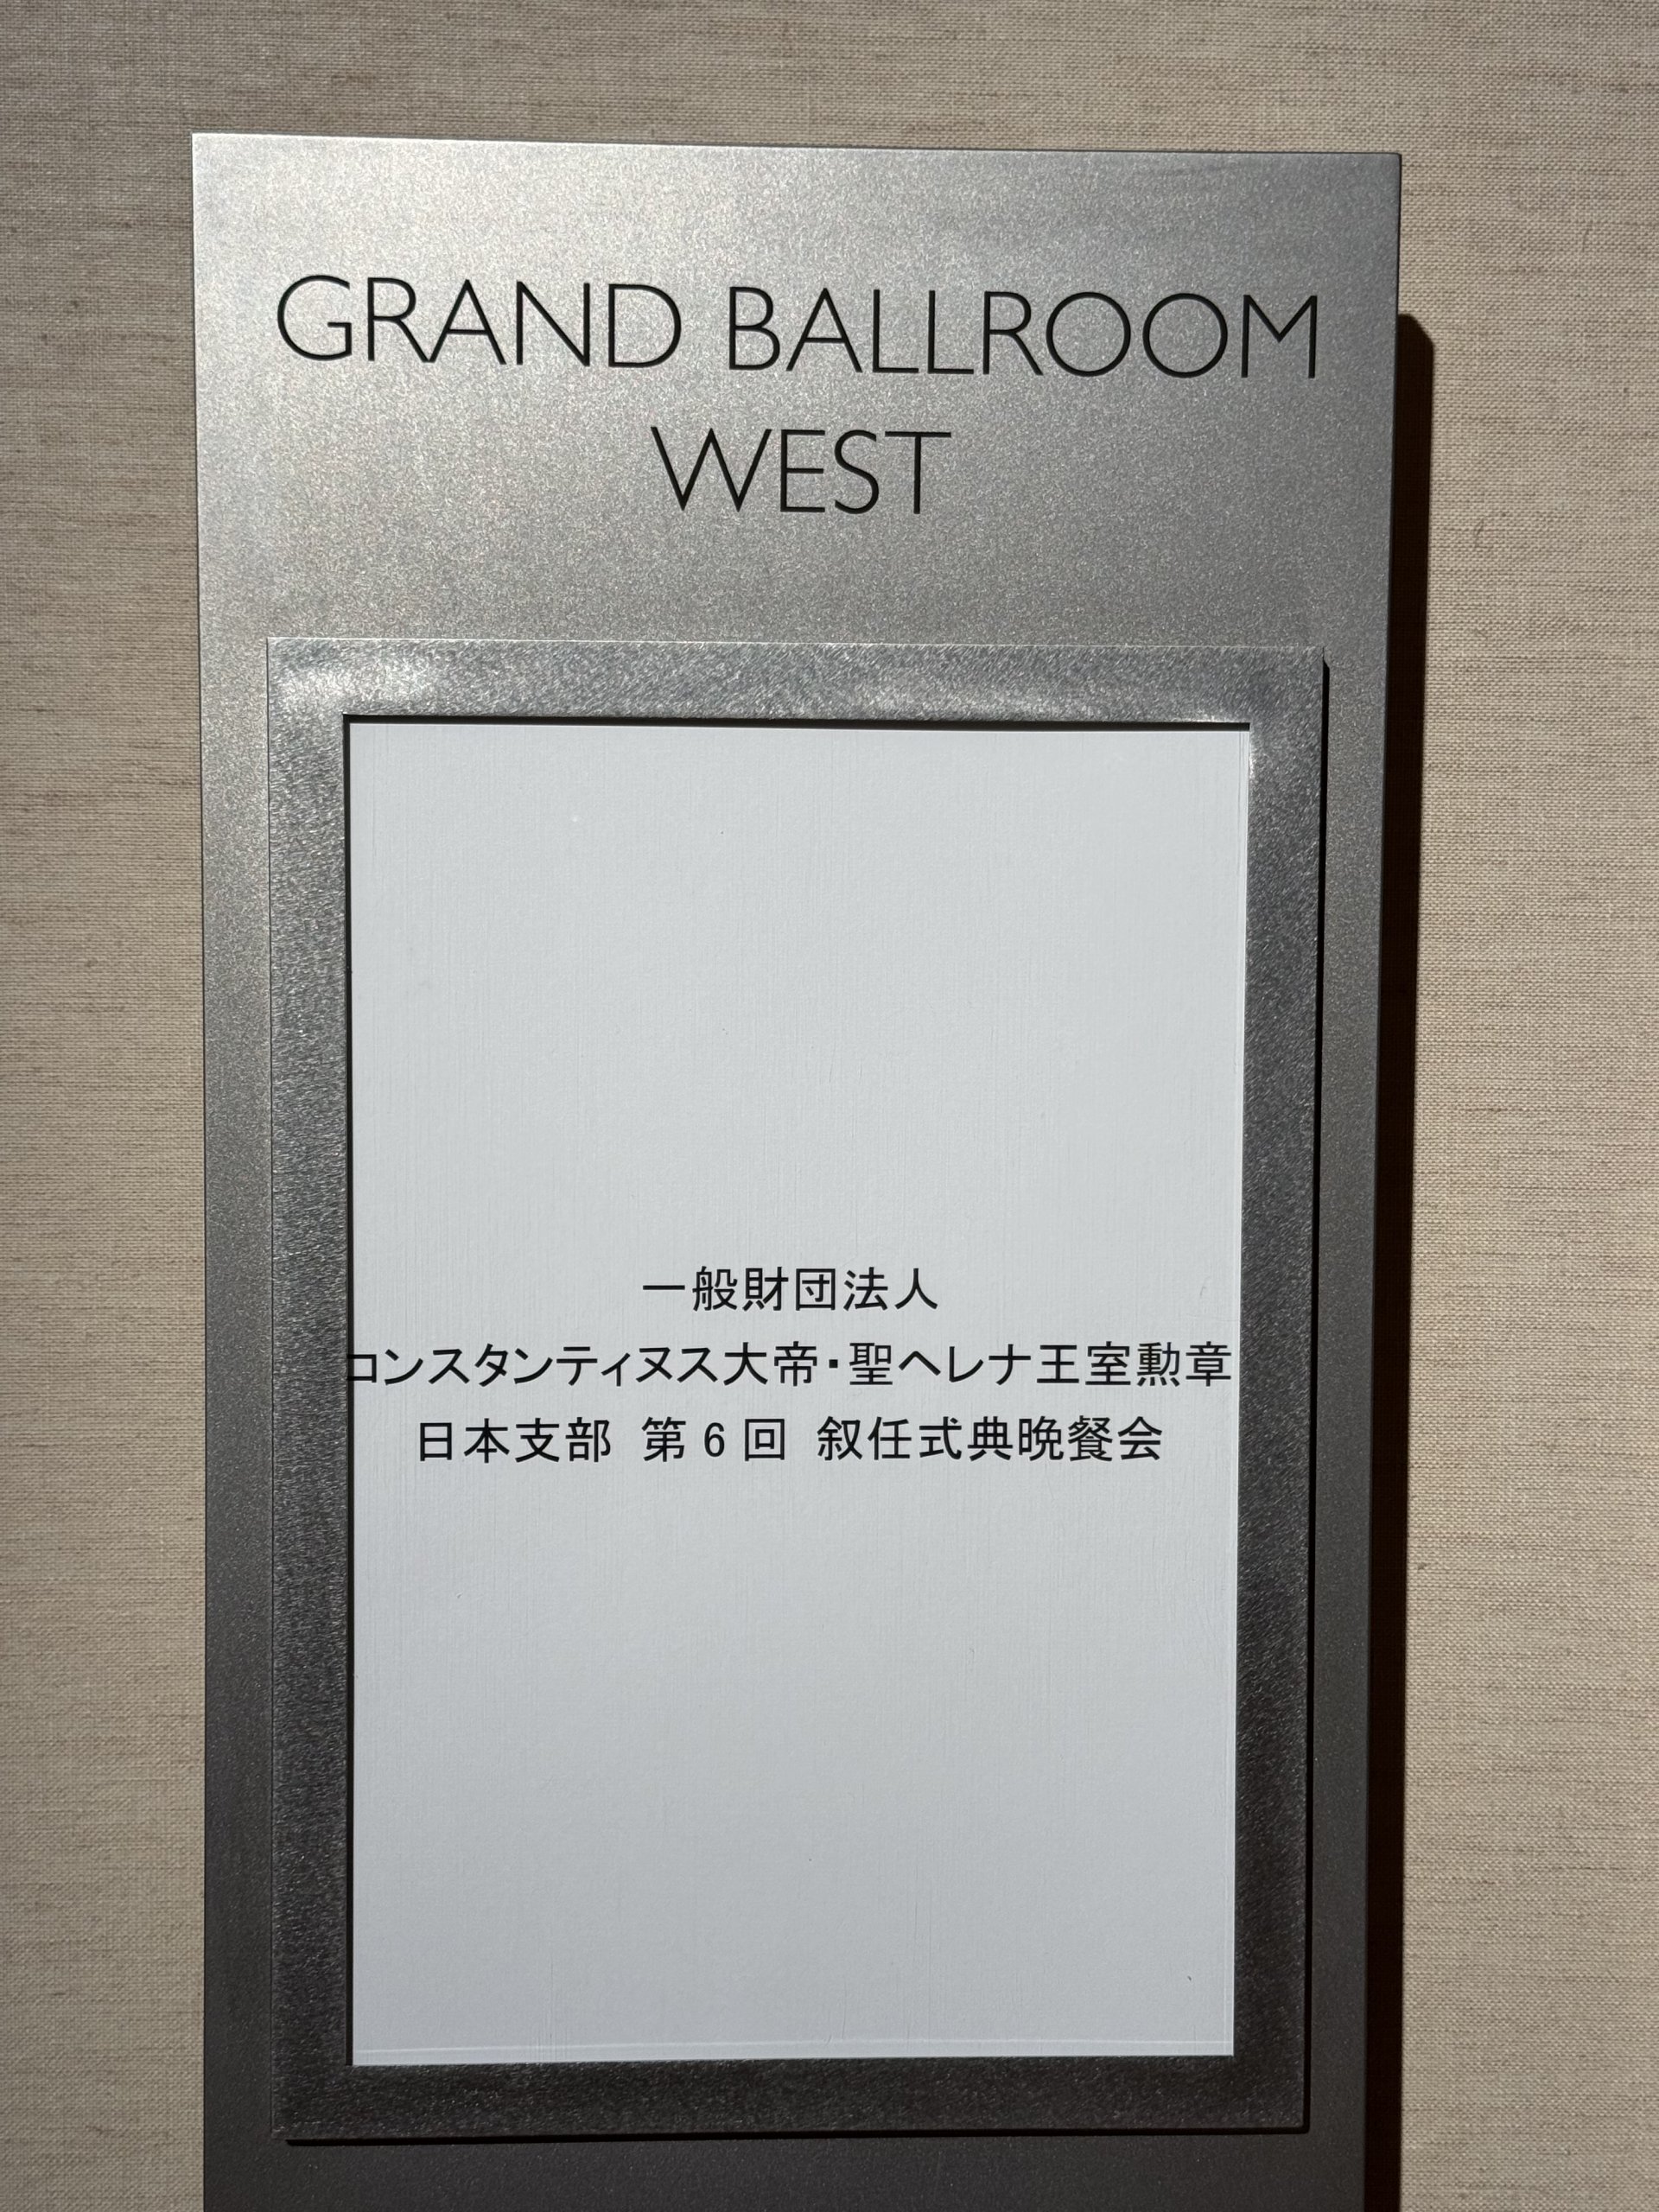 GRAND BALLROOM
WEST
一般財団法人
コンスタンティヌス大帝・聖ヘレナ王室勲章
日本支部 第6回 叙任式典晩餐会